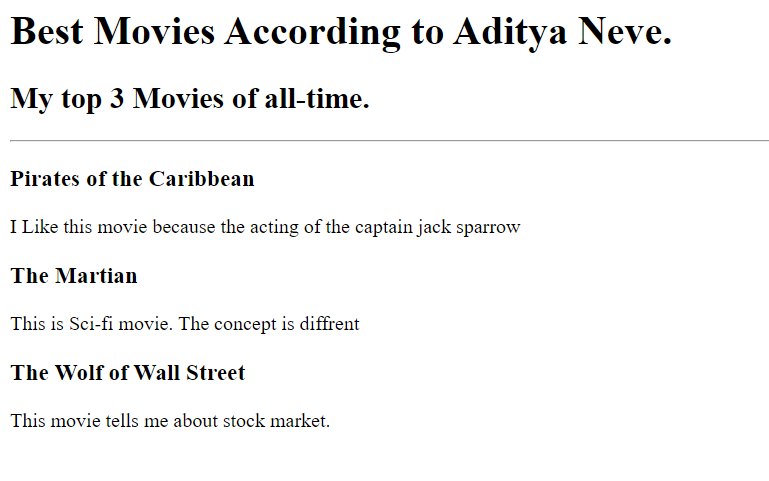 Best Movies According to Aditya Neve.
My top 3 Movies of all-time.
Pirates of the Caribbean
I Like this movie because the acting of the captain jack sparrow
The Martian
This is Sci-fi movie. The concept is diffrent
The Wolf of Wall Street
This movie tells me about stock market.